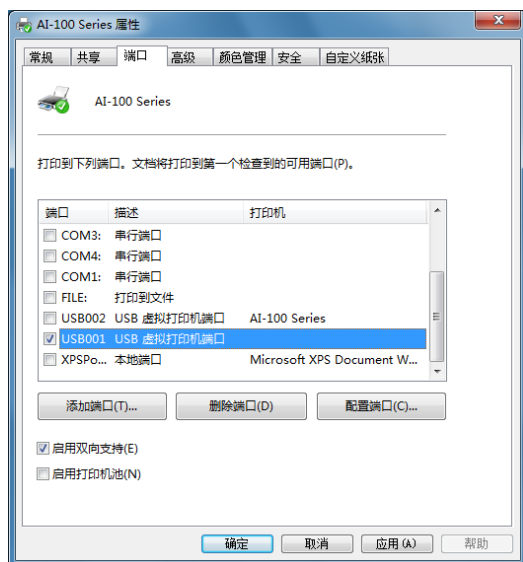 AI-100 Series 属性
常规 共享 端口 高级 颜色管理 安全 自定义纸张
AI-100 Series
打印到下列端口。文档将打印到第一个检查到的可用端口(P)。
端口 描述 打印机
COM3: 串行端口
COM4: 串行端口
COM1: 串行端口
FILE: 打印到文件
USB002 USB 虚拟打印机端口 AI-100 Series
USB001 USB 虚拟打印机端口
XPSPo... 本地端口 Microsoft XPS Document W...
添加端口(T)... 删除端口(D) 配置端口(C)...
启用双向支持(E)
启用打印机池(N)
确定 取消 应用(A) 帮助